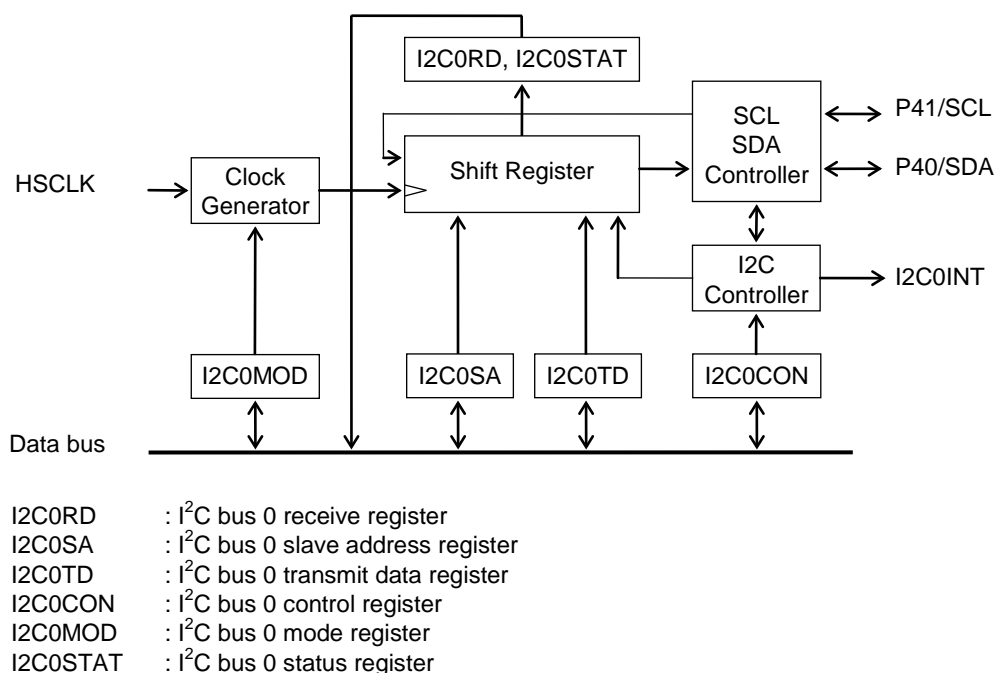 I2C0RD, I2C0STAT
SCL
SDA
Controller
P41/SCL
P40/SDA
HSCLK
Clock
Generator
Shift Register
I2C
Controller
I2C0INT
I2C0MOD
I2C0SA
I2C0TD
I2C0CON
Data bus
I2C0RD : I²C bus 0 receive register
I2C0SA : I²C bus 0 slave address register
I2C0TD : I²C bus 0 transmit data register
I2C0CON : I²C bus 0 control register
I2C0MOD : I²C bus 0 mode register
I2C0STAT : I²C bus 0 status register